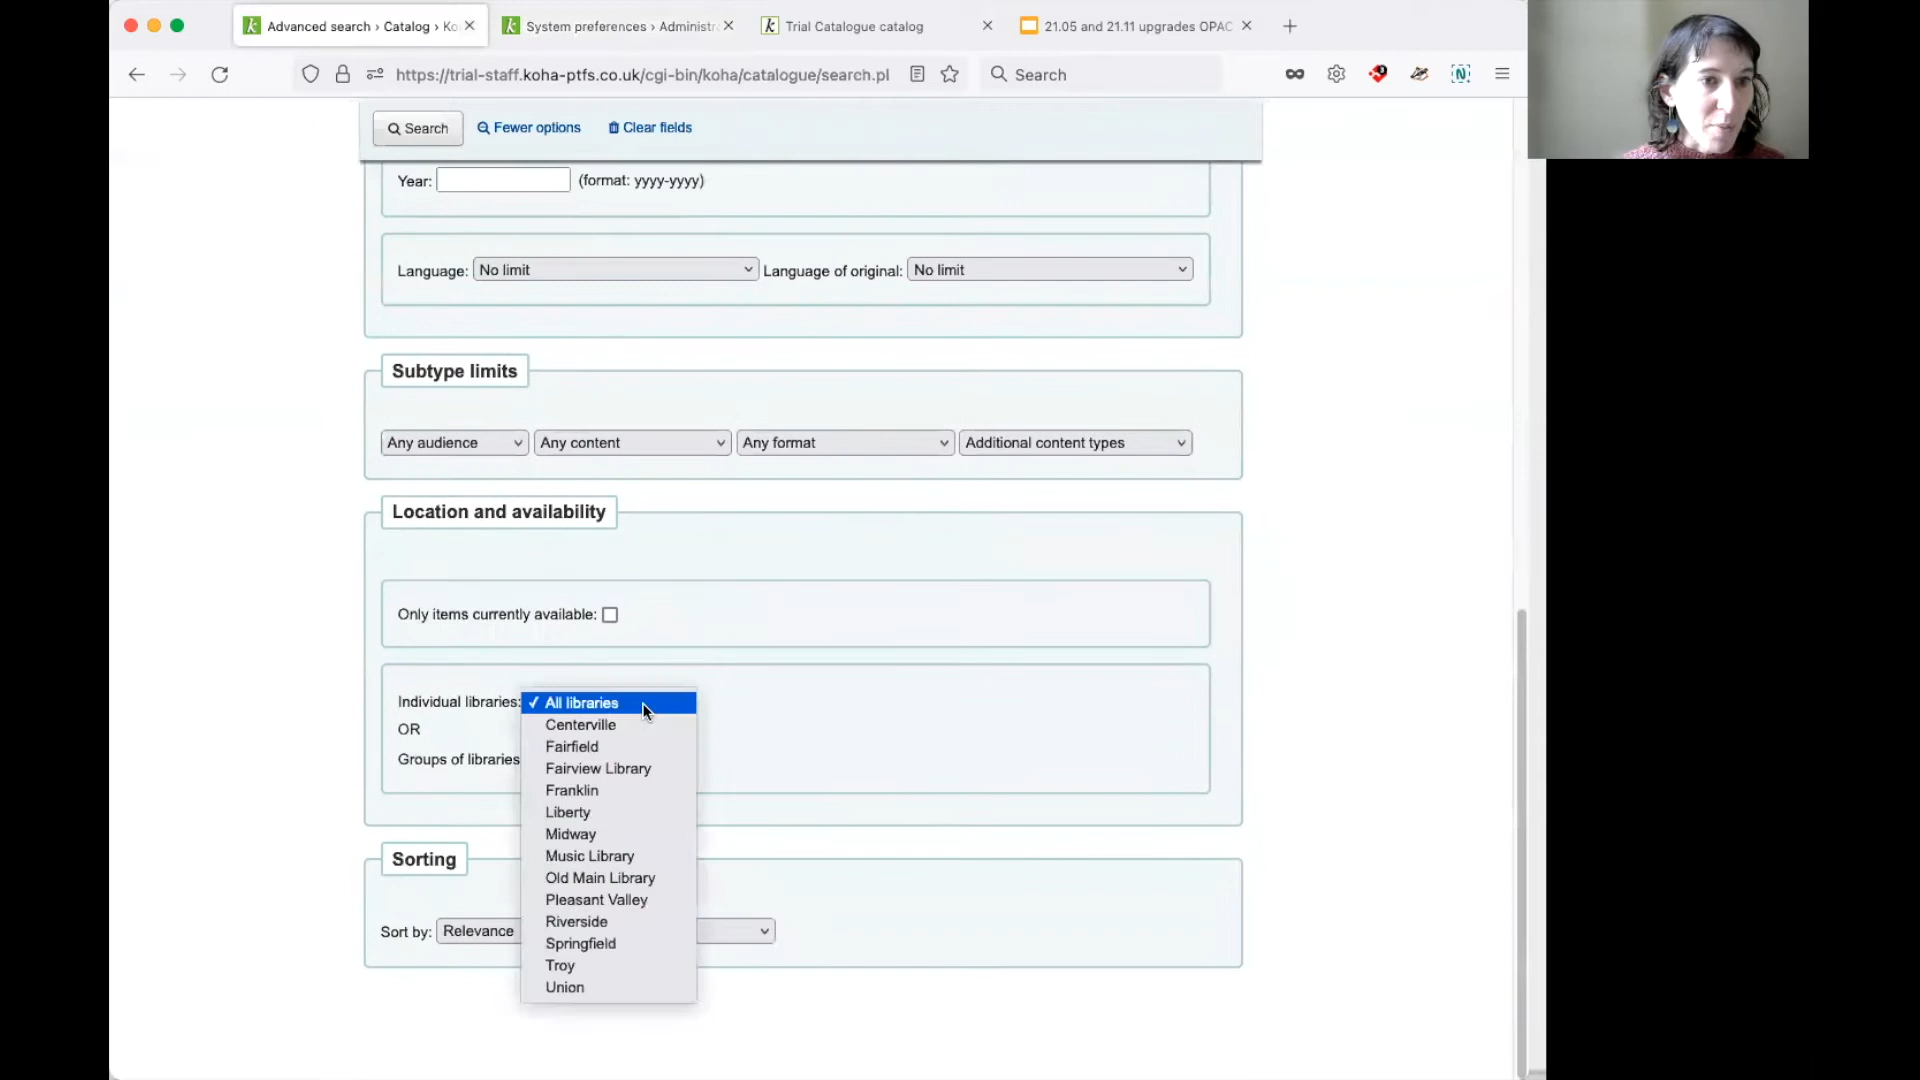 Advanced search › Catalog › Ko
System preferences › Administr
Trial Catalogue catalog
21.05 and 21.11 upgrades OPAC
https://trial-staff.koha-ptfs.co.uk/cgi-bin/koha/catalogue/search.pl
Search
Search
Fewer options
Clear fields
Year:
(format: yyyy-yyyy)
Language: No limit
Language of original: No limit
Subtype limits
Any audience
Any content
Any format
Additional content types
Location and availability
Only items currently available:
Individual libraries:
✓ All libraries
Centerville
OR
Fairfield
Groups of libraries
Fairview Library
Franklin
Liberty
Midway
Music Library
Old Main Library
Pleasant Valley
Riverside
Springfield
Troy
Union
Sorting
Sort by: Relevance